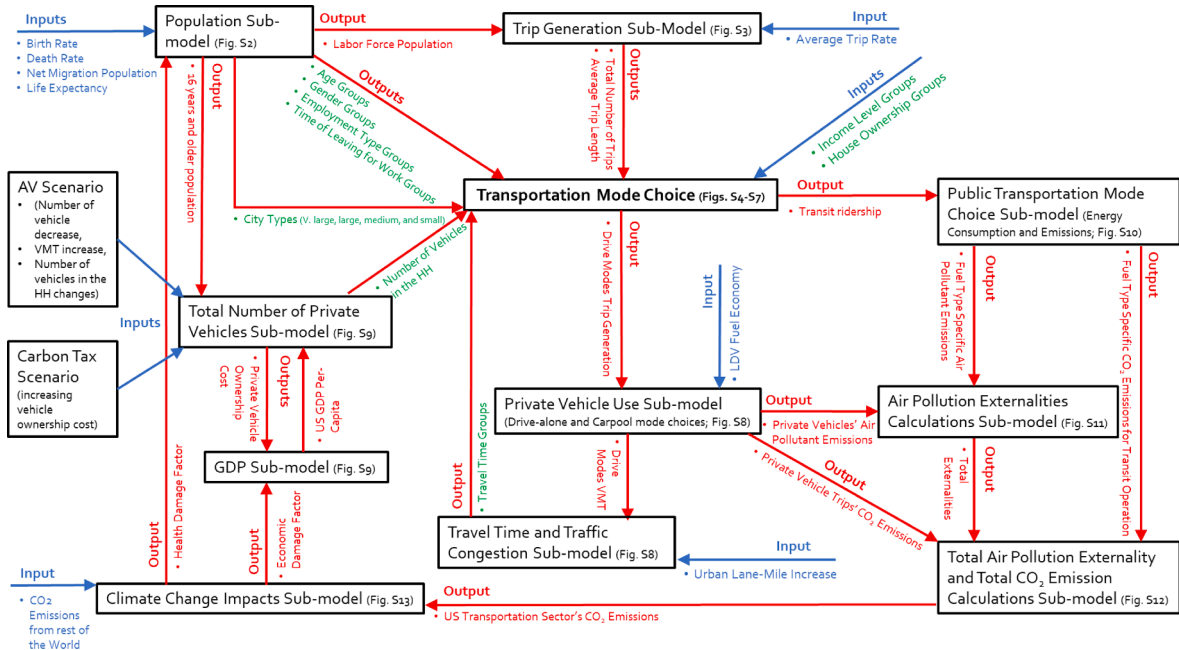 Inputs
• Birth Rate
• Death Rate
• Net Migration Population
• Life Expectancy
Population Sub-
model (Fig. S2)
Output
• Labor Force Population
Trip Generation Sub-Model (Fig. S3)
Input
• Average Trip Rate
Output
• 16 years and older population
Outputs
• Age Groups
• Gender Groups
• Employment Type Groups
• Time of Leaving for Work Groups
Outputs
• Total Number of Trips
• Average Trip Length
Inputs
• Income Level Groups
• House Ownership Groups
AV Scenario
• (Number of
vehicle
decrease,
• VMT increase,
• Number of
vehicles in the
HH changes)
• City Types (V. large, large, medium, and small)
Transportation Mode Choice (Figs. S4-S7)
Output
• Transit ridership
Public Transportation Mode
Choice Sub-model (Energy
Consumption and Emissions; Fig. S10)
• Number of Vehicles
in the HH
Output
• Drive Modes Trip Generation
Input
• LDV Fuel Economy
Output
• Fuel Type Specific Air
Pollutant Emissions
Output
• Fuel Type Specific CO₂ Emissions for Transit Operation
Inputs
Total Number of Private
Vehicles Sub-model (Fig. S9)
Carbon Tax
Scenario
(increasing
vehicle
ownership cost)
Outputs
• Private Vehicle
Ownership
Cost
• US GDP Per-
Capita
GDP Sub-model (Fig. S9)
Private Vehicle Use Sub-model
(Drive-alone and Carpool mode choices; Fig. S8)
Output
• Private Vehicles' Air
Pollutant Emissions
Air Pollution Externalities
Calculations Sub-model (Fig. S11)
Output
• Health Damage Factor
Output
• Economic
Damage Factor
Output
• Travel Time Groups
• Drive
Modes VMT
Output
• Private Vehicle Trips' CO₂ Emissions
Output
• Total
Externalities
Travel Time and Traffic
Congestion Sub-model (Fig. S8)
Input
• Urban Lane-Mile Increase
Total Air Pollution Externality
and Total CO₂ Emission
Calculations Sub-model (Fig. S12)
Input
• CO2
Emissions
from rest of
the World
Climate Change Impacts Sub-model (Fig. S13)
Output
• US Transportation Sector's CO₂ Emissions